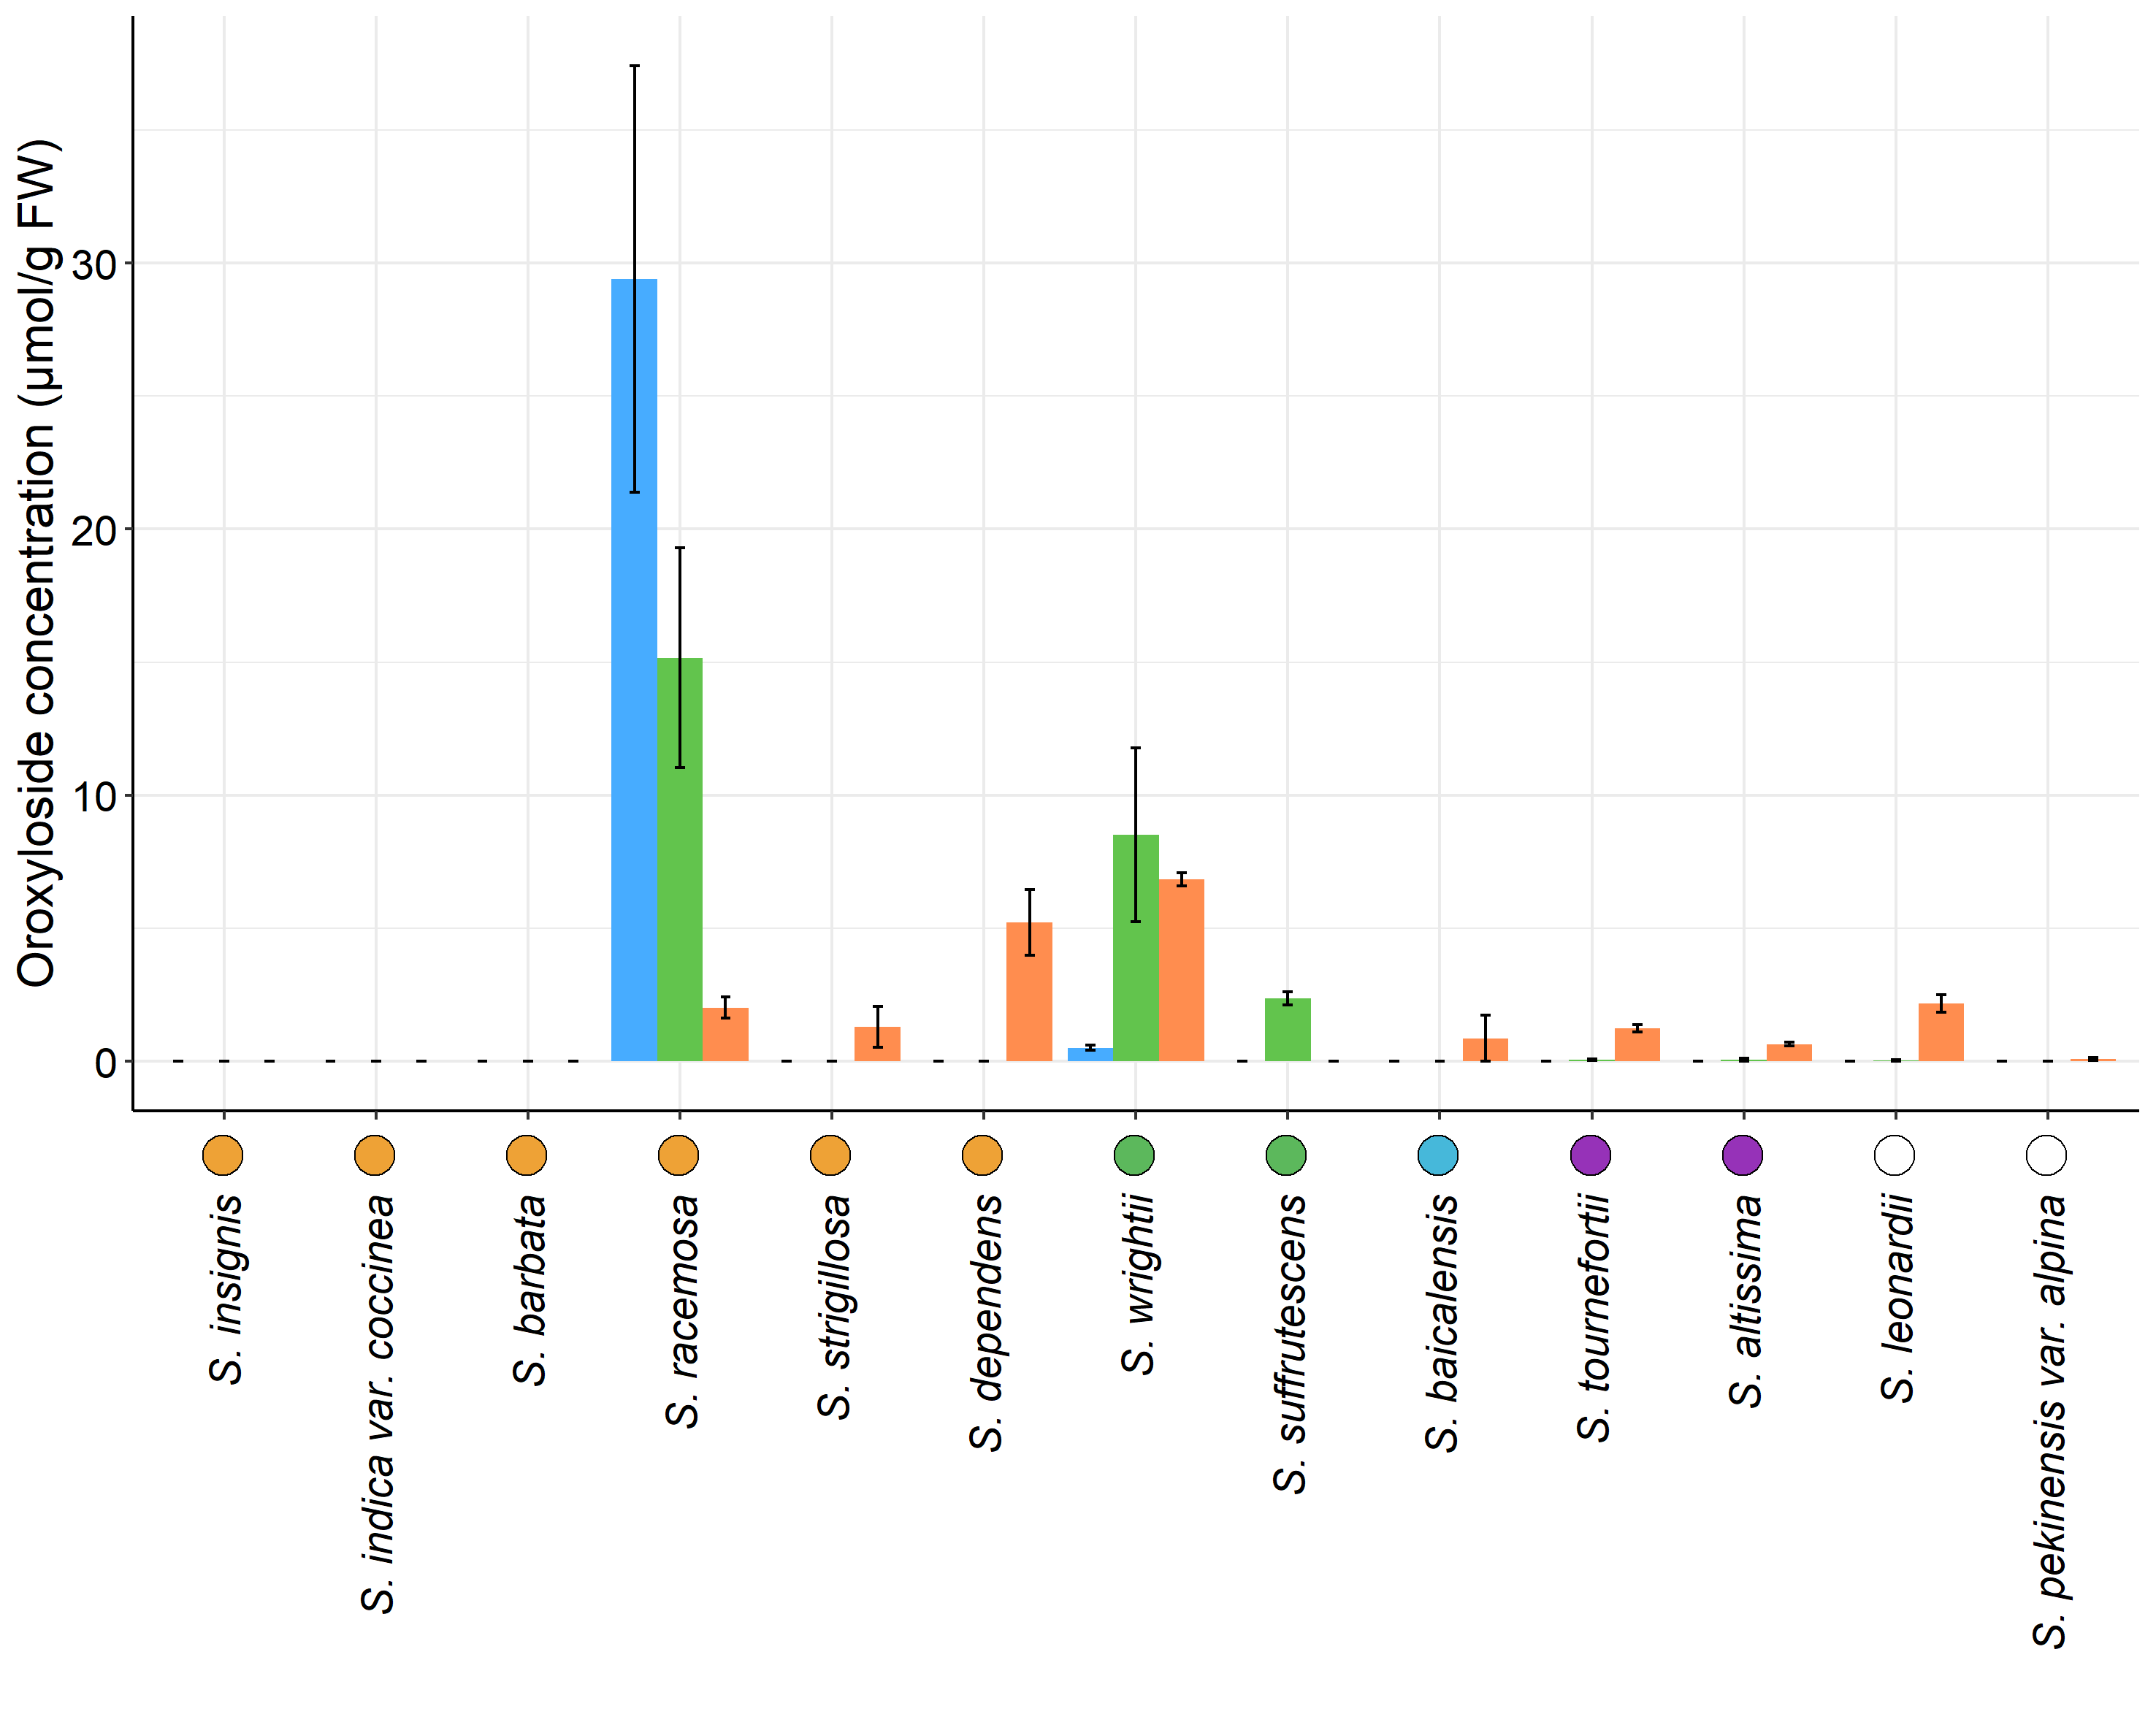 Oroxyloside concentration (µmol/g FW)
30
20
10
0
S. insignis
S. indica var. coccinea
S. barbata
S. racemosa
S. strigillosa
S. dependens
S. wrightii
S. suffrutescens
S. baicalensis
S. tournefortii
S. altissima
S. leonardii
S. pekinensis var. alpina